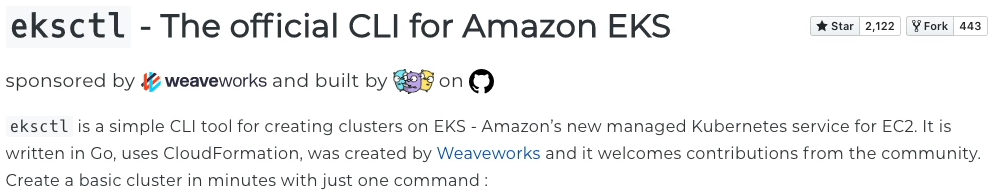 eksctl - The official CLI for Amazon EKS
Star 2,122 Fork 443
sponsored by weaveworks and built by on
eksctl is a simple CLI tool for creating clusters on EKS - Amazon’s new managed Kubernetes service for EC2. It is
written in Go, uses CloudFormation, was created by Weaveworks and it welcomes contributions from the community.
Create a basic cluster in minutes with just one command :